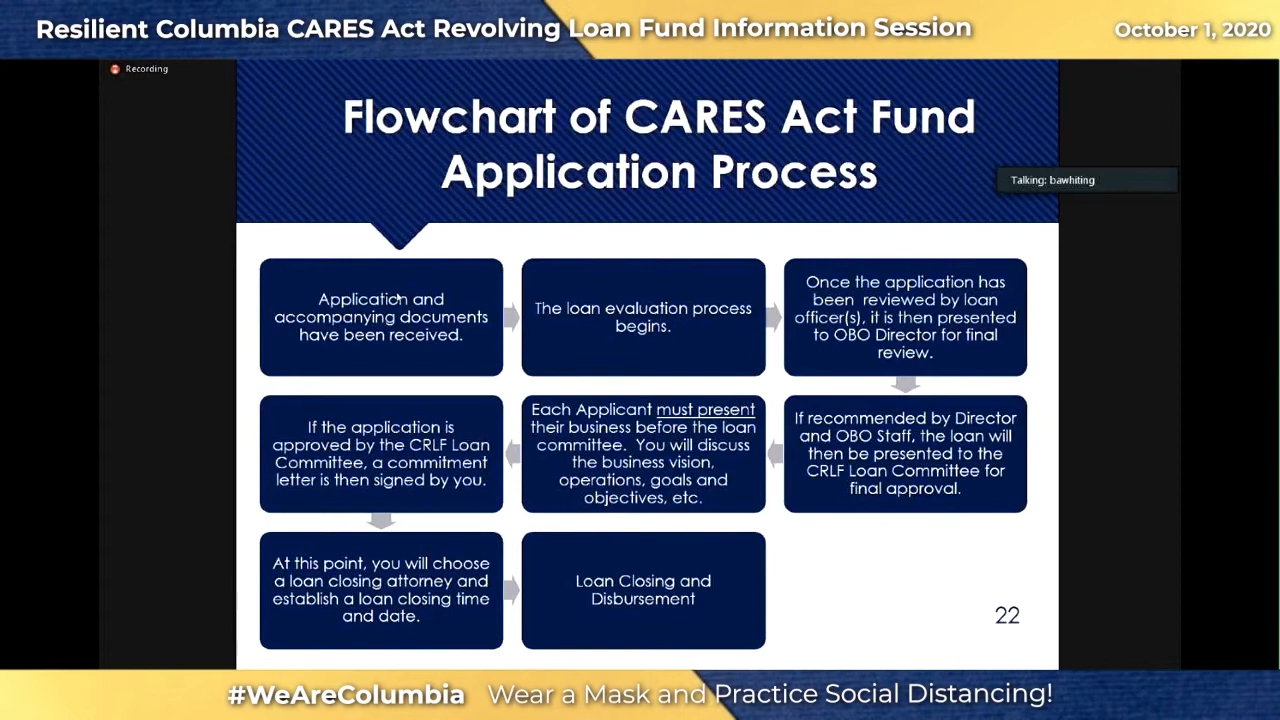 Resilient Columbia CARES Act Revolving Loan Fund Information Session
October 1, 2020
Recording
Flowchart of CARES Act Fund
Application Process
Talking: bawhiting
Application and
accompanying documents
have been received.
The loan evaluation process
begins.
Once the application has
been reviewed by loan
officer(s), it is then presented
to OBO Director for final
review.
If recommended by Director
and OBO Staff, the loan will
then be presented to the
CRLF Loan Committee for
final approval.
Each Applicant must present
their business before the loan
committee. You will discuss
the business vision,
operations, goals and
objectives, etc.
If the application is
approved by the CRLF Loan
Committee, a commitment
letter is then signed by you.
At this point, you will choose
a loan closing attorney and
establish a loan closing time
and date.
Loan Closing and
Disbursement
22
#WeAreColumbia Wear a Mask and Practice Social Distancing!